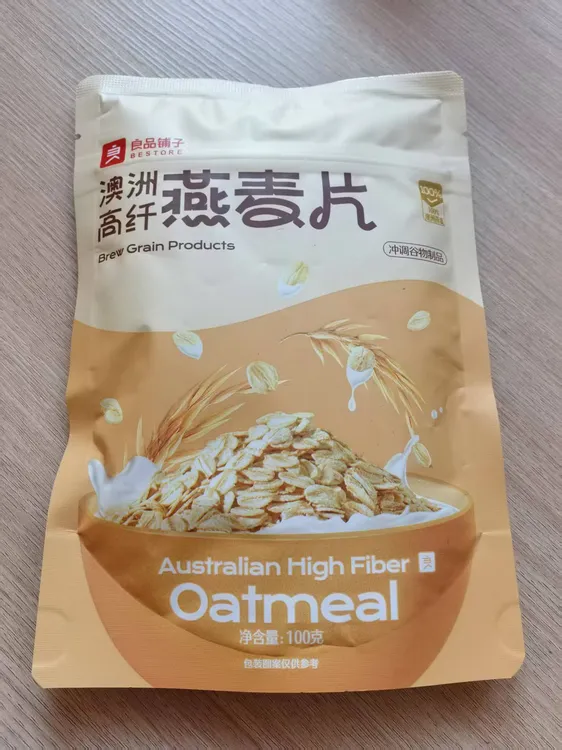 良品铺子
BESTORE
澳洲
高纤
燕麦片
Brew Grain Products
100%
冲调谷物制品
Australian High Fiber
Oatmeal
净含量:100克
包装图案仅供参考